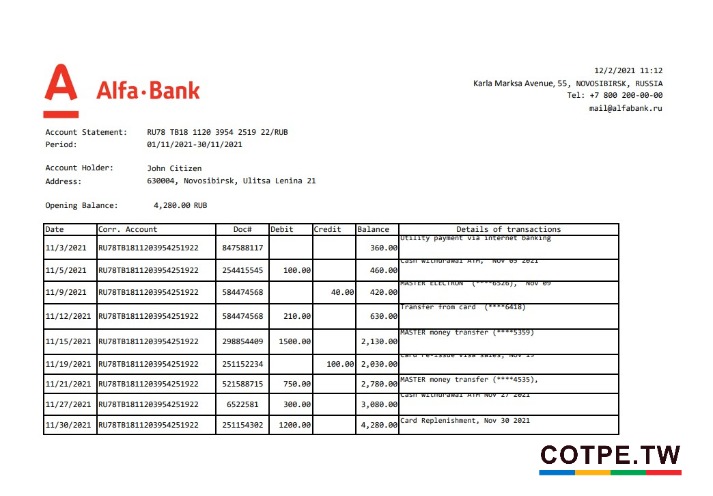 12/2/2021 11:12
Karla Marksa Avenue, 55, NOVOSIBIRSK, RUSSIA
Tel: +7 800 200-00-00
mail@alfabank.ru
A
Alfa·Bank
Account Statement: RU78 TB18 1120 3954 2519 22/RUB
Period: 01/11/2021-30/11/2021
Account Holder: John Citizen
Address: 630004, Novosibirsk, Ulitsa Lenina 21
Opening Balance: 4,280.00 RUB
Date Corr. Account Doc# Debit Credit Balance Details of transactions
11/3/2021 RU78TB1811203954251922 847588117 360.00 Utility payment via internet banking
11/5/2021 RU78TB1811203954251922 254415545 100.00 460.00 Cash withdrawal ATM, Nov 05 2021
11/9/2021 RU78TB1811203954251922 584474568 40.00 420.00 MASTER ELECTRON (****6526), Nov 09
11/12/2021 RU78TB1811203954251922 584474568 210.00 630.00 Transfer from card (****6418)
11/15/2021 RU78TB1811203954251922 298854409 1500.00 2,130.00 MASTER money transfer (****5359)
11/19/2021 RU78TB1811203954251922 251152234 100.00 2,030.00 Card re-issue Visa sales, Nov 19
11/21/2021 RU78TB1811203954251922 521588715 750.00 2,780.00 MASTER money transfer (****4535),
11/27/2021 RU78TB1811203954251922 6522581 300.00 3,080.00 Cash withdrawal ATM Nov 27 2021
11/30/2021 RU78TB1811203954251922 251154302 1200.00 4,280.00 Card Replenishment, Nov 30 2021
COTPE.TW